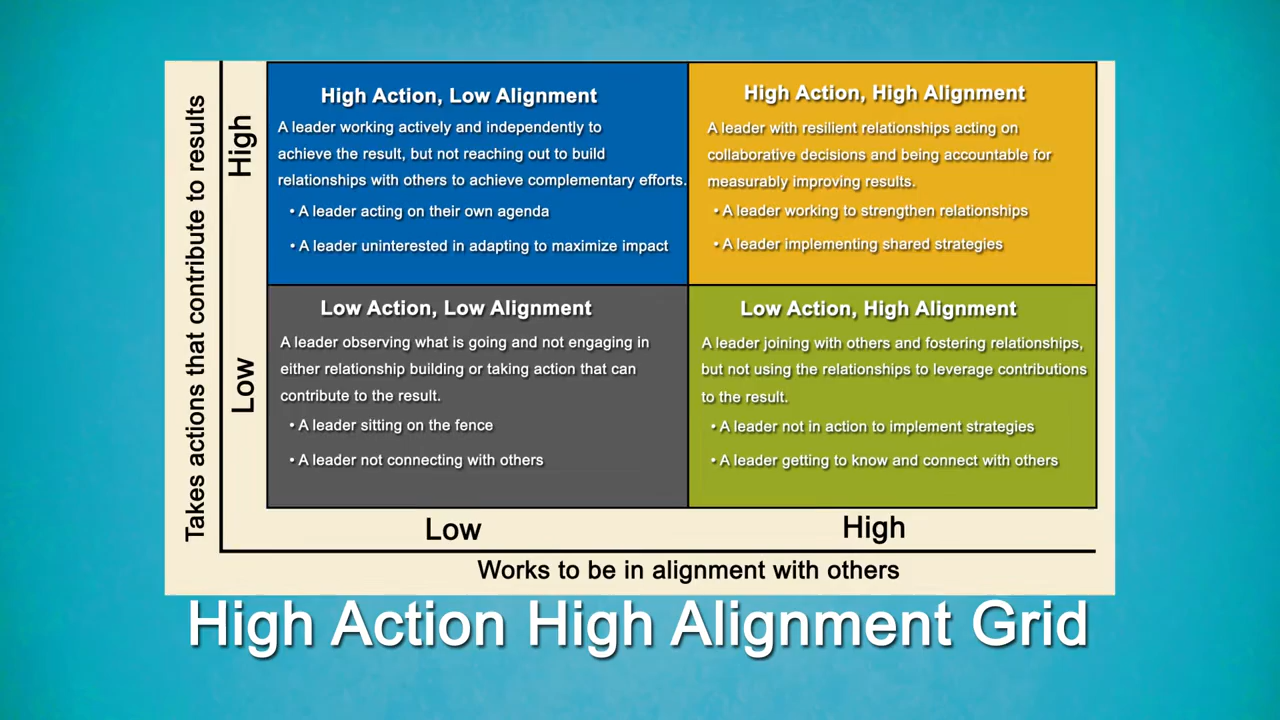 Takes actions that contribute to results
High
Low
High Action, Low Alignment
A leader working actively and independently to
achieve the result, but not reaching out to build
relationships with others to achieve complementary efforts.
• A leader acting on their own agenda
• A leader uninterested in adapting to maximize impact
High Action, High Alignment
A leader with resilient relationships acting on
collaborative decisions and being accountable for
measurably improving results.
• A leader working to strengthen relationships
• A leader implementing shared strategies
Low Action, Low Alignment
A leader observing what is going and not engaging in
either relationship building or taking action that can
contribute to the result.
• A leader sitting on the fence
• A leader not connecting with others
Low Action, High Alignment
A leader joining with others and fostering relationships,
but not using the relationships to leverage contributions
to the result.
• A leader not in action to implement strategies
• A leader getting to know and connect with others
Low
High
Works to be in alignment with others
High Action High Alignment Grid